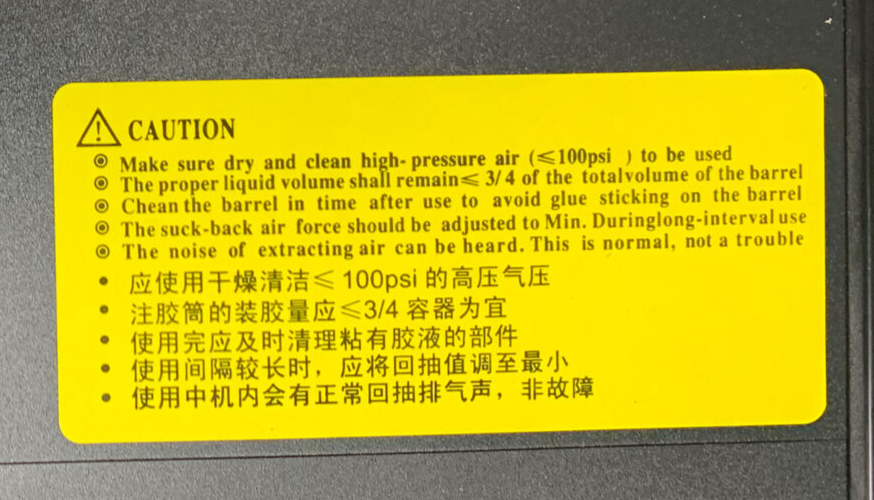 CAUTION
Make sure dry and clean high-pressure air (≤100psi ) to be used
The proper liquid volume shall remain≤ 3/4 of the totalvolume of the barrel
Chean the barrel in time after use to avoid glue sticking on the barrel
The suck-back air force should be adjusted to Min. Duringlong-interval use
The noise of extracting air can be heard. This is normal, not a trouble
应使用干燥清洁≤100psi的高压气压
注胶筒的装胶量应≤3/4容器为宜
使用完应及时清理粘有胶液的部件
使用间隔较长时，应将回抽值调至最小
使用中机内会有正常回抽排气声，非故障